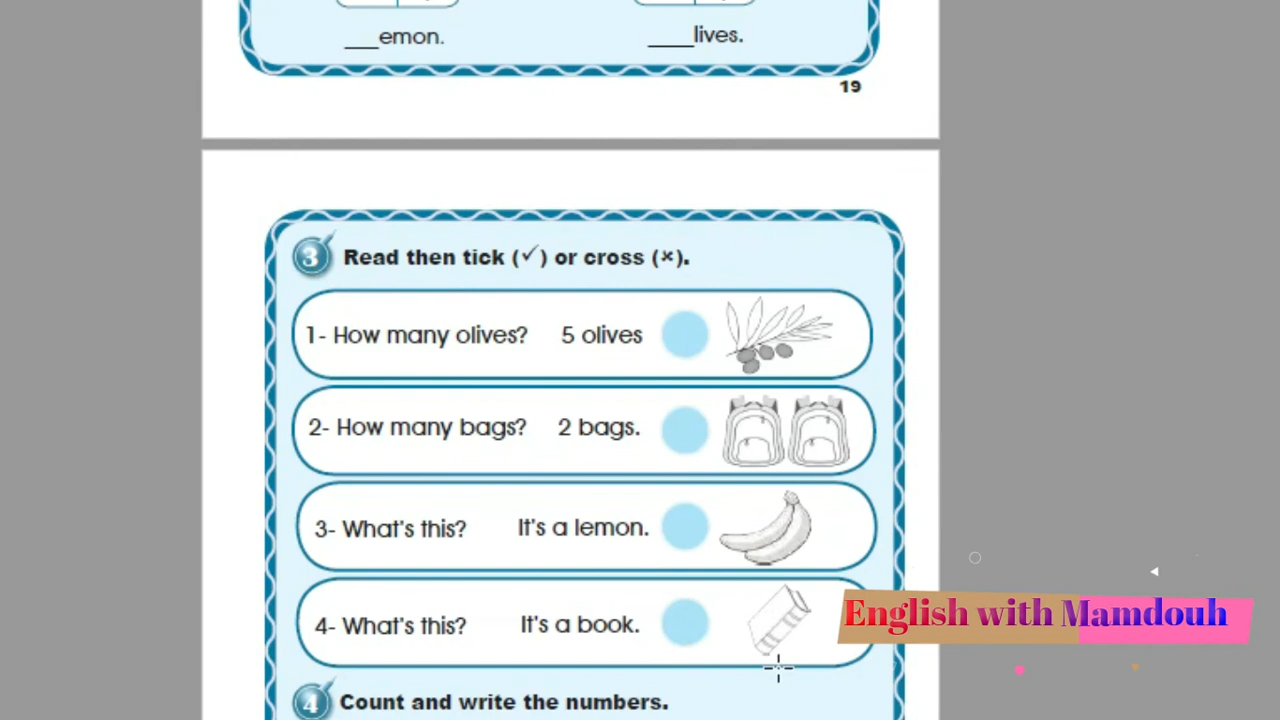 ___emon.
____lives.
19
3 Read then tick (✓) or cross (×).
1- How many olives? 5 olives
2- How many bags? 2 bags.
3- What's this? It's a lemon.
4- What's this? It's a book.
English with Mamdouh
4 Count and write the numbers.